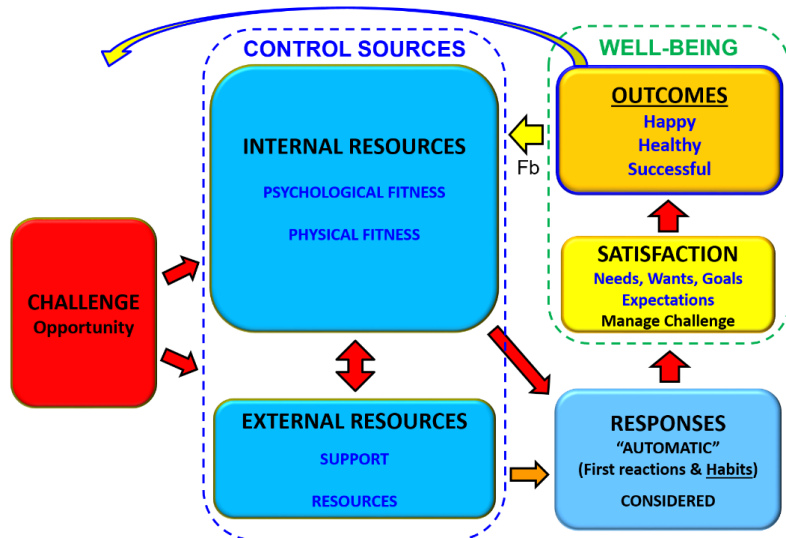 CONTROL SOURCES
WELL-BEING
INTERNAL RESOURCES
PSYCHOLOGICAL FITNESS
PHYSICAL FITNESS
Fb
OUTCOMES
Happy
Healthy
Successful
SATISFACTION
Needs, Wants, Goals
Expectations
Manage Challenge
CHALLENGE
Opportunity
EXTERNAL RESOURCES
SUPPORT
RESOURCES
RESPONSES
“AUTOMATIC”
(First reactions & Habits)
CONSIDERED